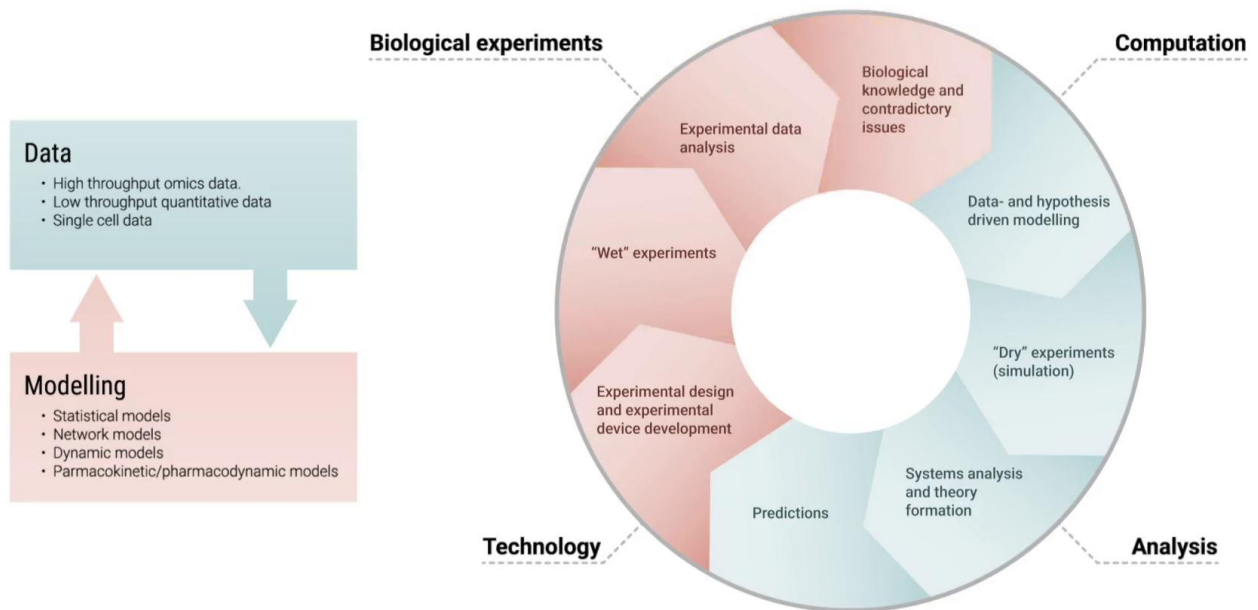 Data
• High throughput omics data.
• Low throughput quantitative data
• Single cell data
Modelling
• Statistical models
• Network models
• Dynamic models
• Parmacokinetic/pharmacodynamic models
Biological experiments
Computation
Biological
knowledge and
contradictory
issues
Experimental data
analysis
Data- and hypothesis
driven modelling
“Wet” experiments
“Dry” experiments
(simulation)
Experimental design
and experimental
device development
Systems analysis
and theory
formation
Predictions
Technology
Analysis